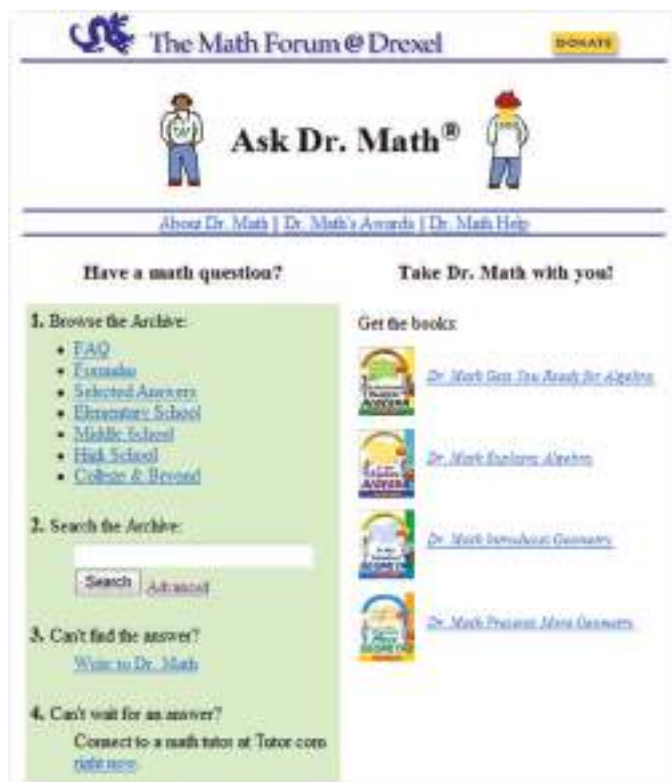 The Math Forum @ Drexel
DONATE
Ask Dr. Math®
About Dr. Math | Dr. Math's Awards | Dr. Math Help
Have a math question?
1. Browse the Archive:
FAQ
Formulas
Selected Answers
Elementary School
Middle School
High School
College & Beyond
2. Search the Archive:
Search Advanced
3. Can't find the answer?
Write to Dr. Math
4. Can't wait for an answer?
Connect to a math tutor at Tutor.com
right now.
Take Dr. Math with you!
Get the books:
Dr. Math Gets You Ready for Algebra
Dr. Math Explains Algebra
Dr. Math Introduces Geometry
Dr. Math Presents More Geometry